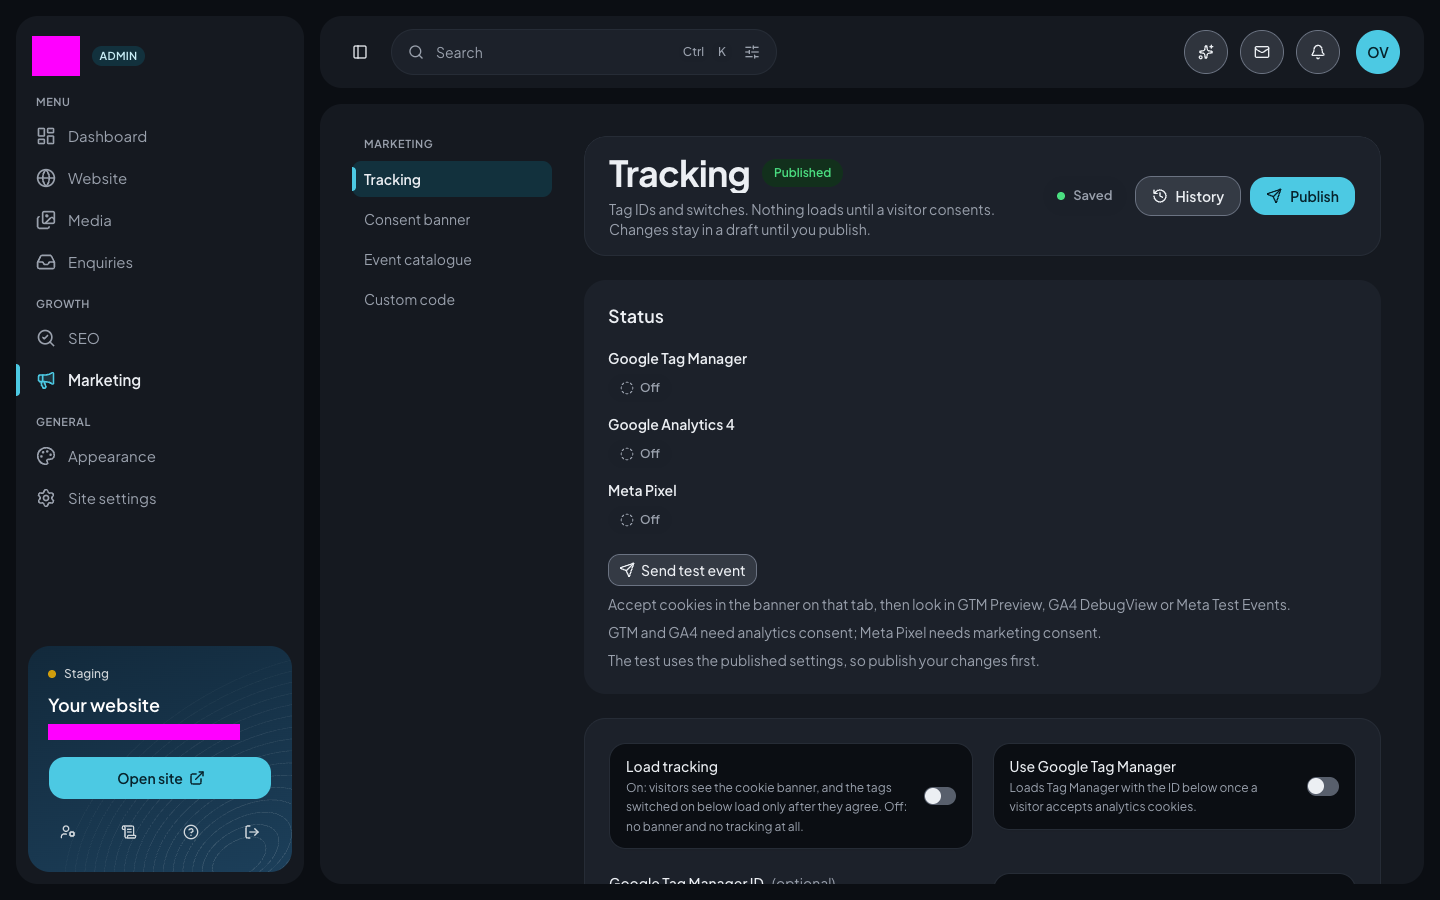 ADMIN
MENU
Dashboard
Website
Media
Enquiries
GROWTH
SEO
Marketing
GENERAL
Appearance
Site settings
Staging
Your website
Open site
Search
Ctrl K
OV
MARKETING
Tracking
Consent banner
Event catalogue
Custom code
Tracking
Published
Tag IDs and switches. Nothing loads until a visitor consents.
Changes stay in a draft until you publish.
Saved
History
Publish
Status
Google Tag Manager
Off
Google Analytics 4
Off
Meta Pixel
Off
Send test event
Accept cookies in the banner on that tab, then look in GTM Preview, GA4 DebugView or Meta Test Events.
GTM and GA4 need analytics consent; Meta Pixel needs marketing consent.
The test uses the published settings, so publish your changes first.
Load tracking
On: visitors see the cookie banner, and the tags
switched on below load only after they agree. Off:
no banner and no tracking at all.
Use Google Tag Manager
Loads Tag Manager with the ID below once a
visitor accepts analytics cookies.
Google Tag Manager ID (optional)